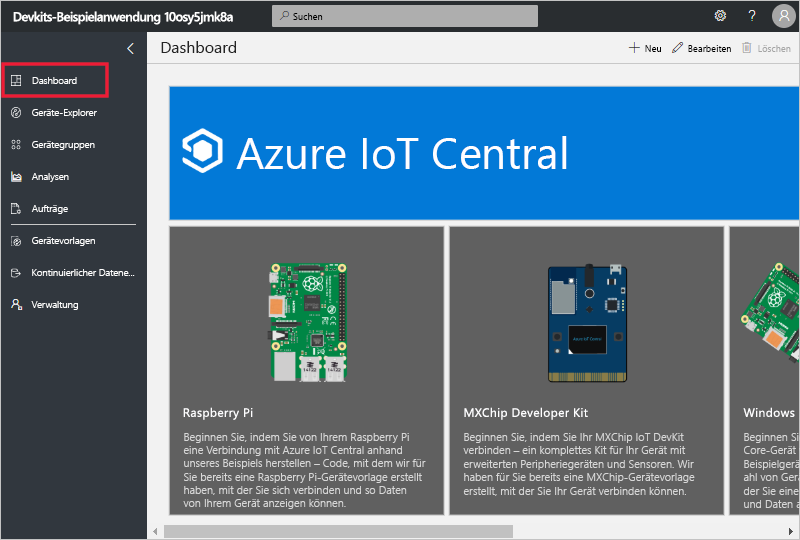 Devkits-Beispielanwendung 10osy5jmk8a
Suchen
?
Dashboard
Neu
Bearbeiten
Löschen
Dashboard
Geräte-Explorer
Gerätegruppen
Analysen
Aufträge
Gerätevorlagen
Kontinuierlicher Datene...
Verwaltung
Azure IoT Central
Azure IoT Central
Raspberry Pi
Beginnen Sie, indem Sie von Ihrem Raspberry Pi
eine Verbindung mit Azure IoT Central anhand
unseres Beispiels herstellen – Code, mit dem wir für
Sie bereits eine Raspberry Pi-Gerätevorlage erstellt
haben, mit der Sie sich verbinden und so Daten
von Ihrem Gerät anzeigen können.
MXChip Developer Kit
Beginnen Sie, indem Sie Ihr MXChip IoT DevKit
verbinden – ein komplettes Kit für Ihr Gerät mit
erweiterten Peripheriegeräten und Sensoren. Wir
haben für Sie bereits eine MXChip-Gerätevorlage
erstellt, mit der Sie Ihr Gerät verbinden können.
Windows
Beginnen Si
Core-Gerät
Beispielgerä
ahl von Gerä
der Sie eine
und Daten a